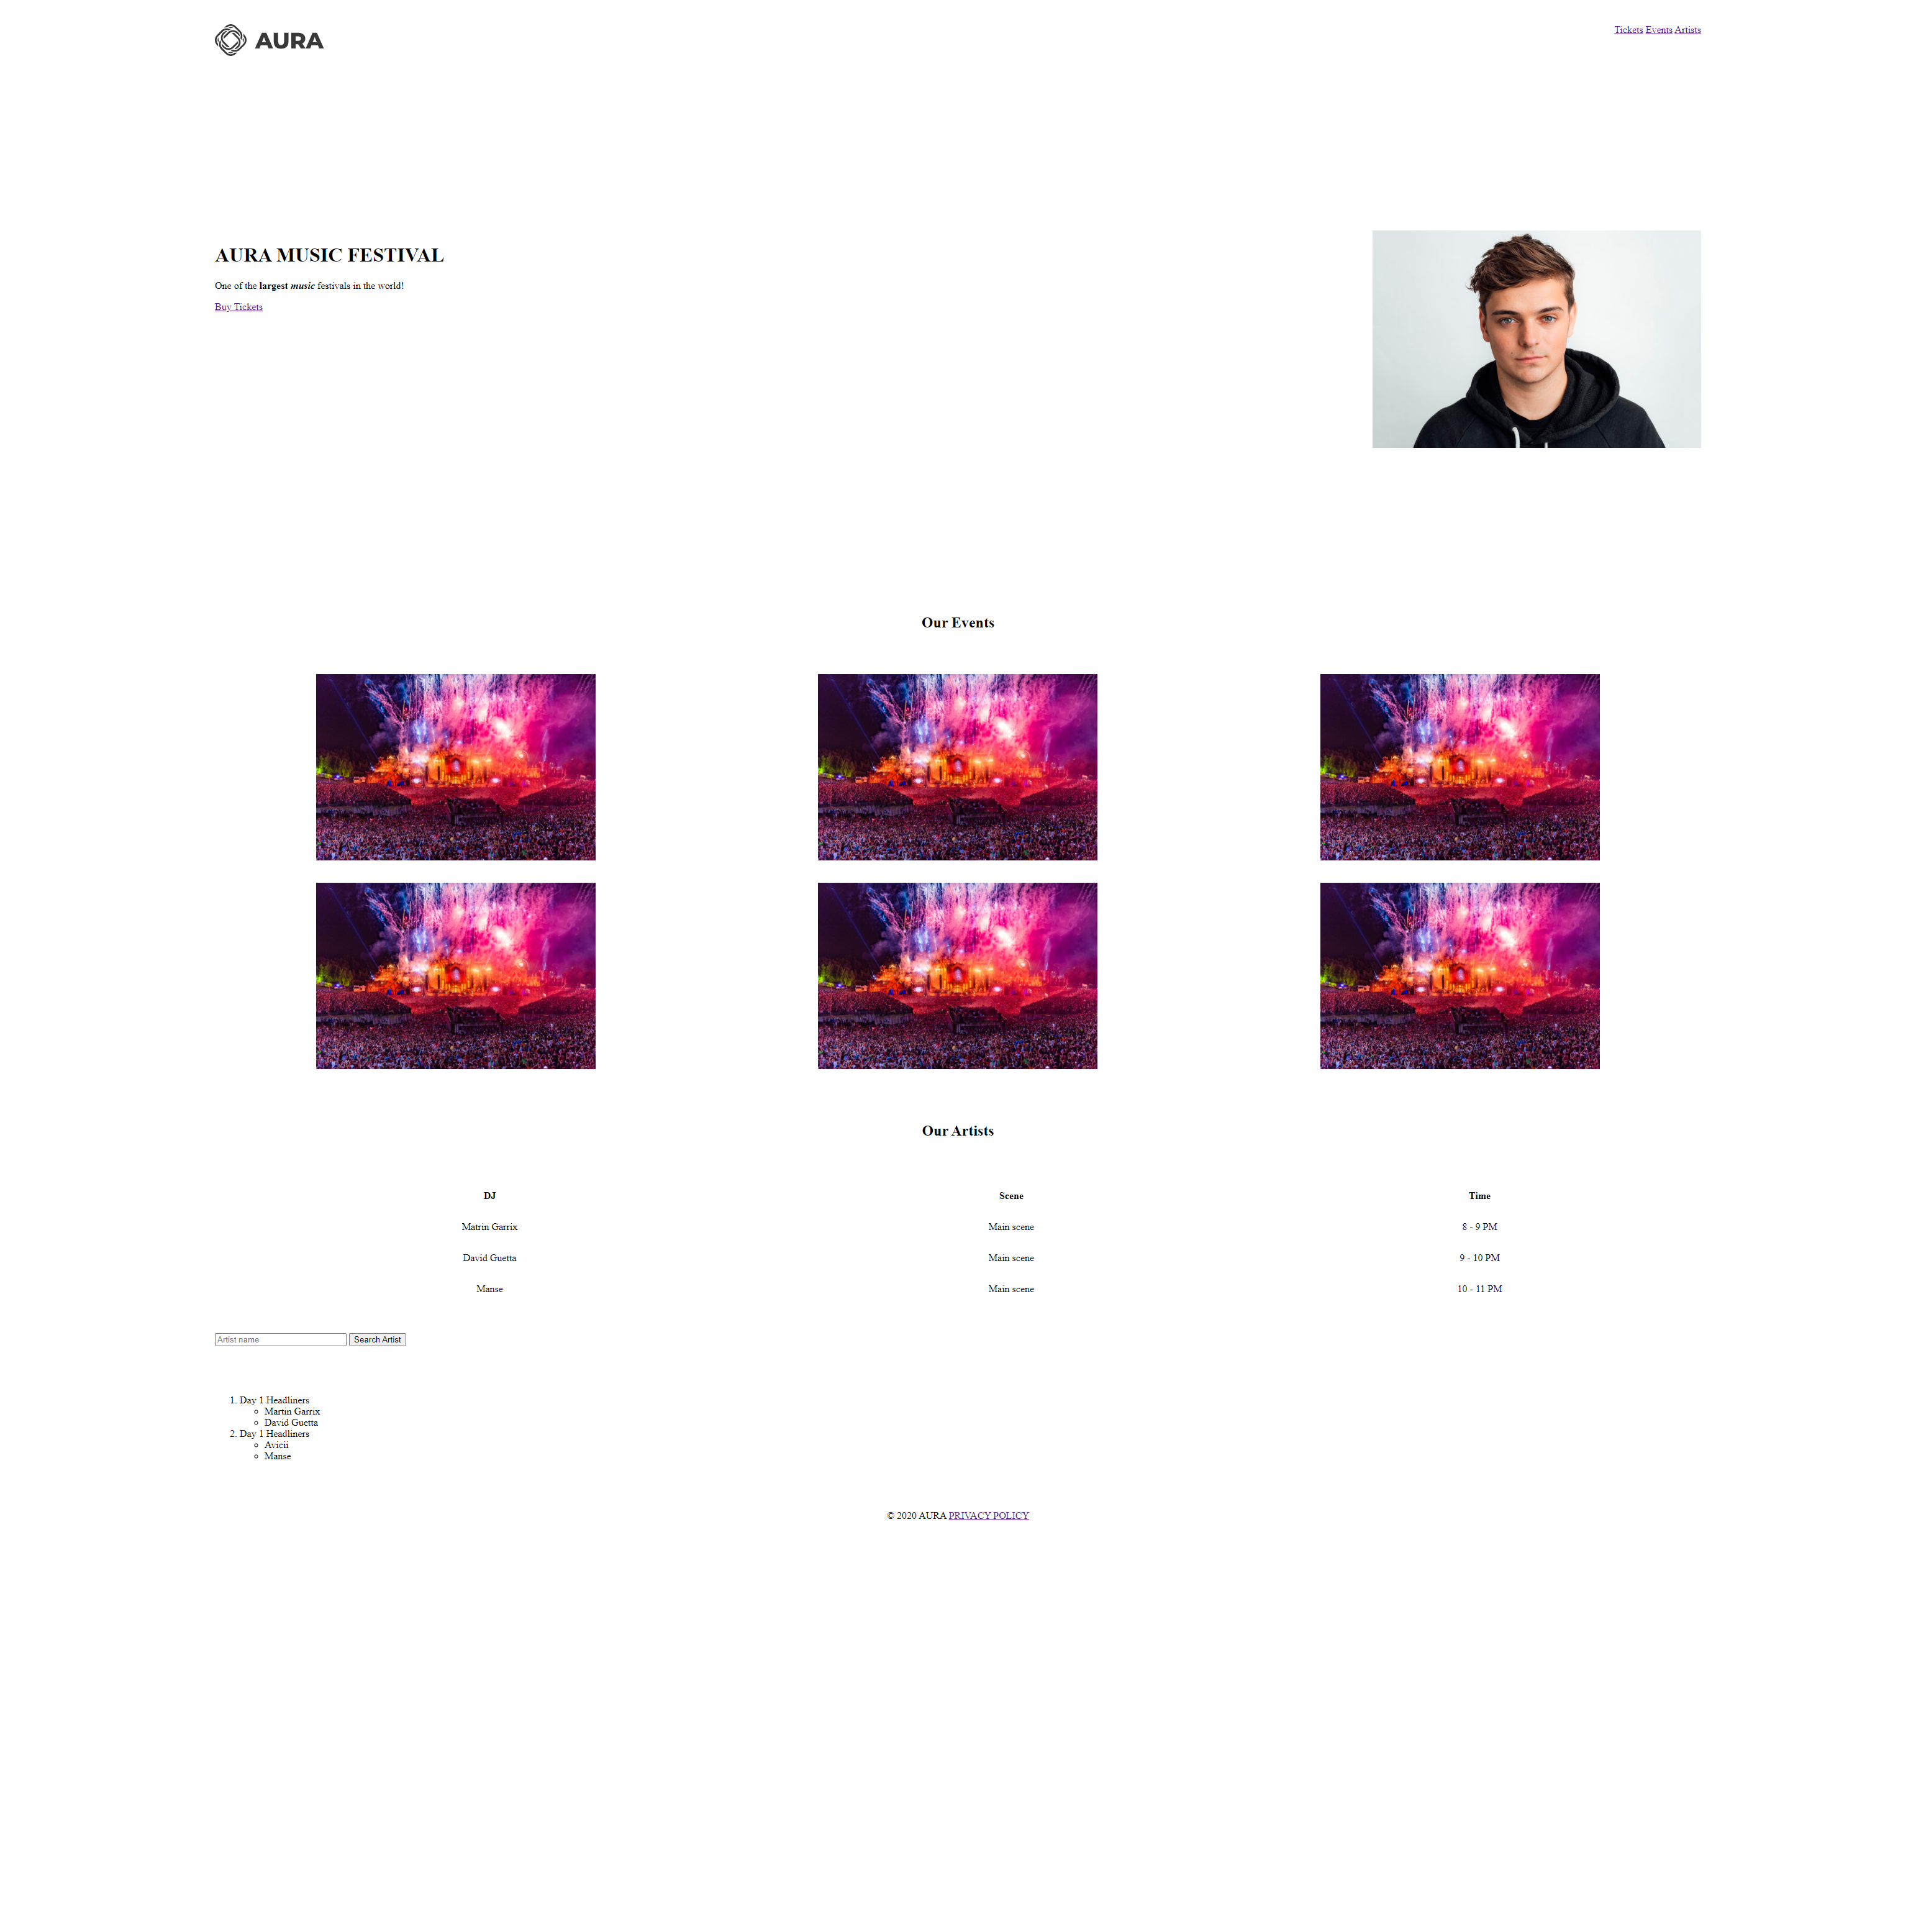 AURA
Tickets Events Artists
AURA MUSIC FESTIVAL
One of the largest music festivals in the world!
Buy Tickets
Our Events
Our Artists
DJ Scene Time
Matrin Garrix Main scene 8 - 9 PM
David Guetta Main scene 9 - 10 PM
Manse Main scene 10 - 11 PM
Artist name Search Artist
1. Day 1 Headliners
Martin Garrix
David Guetta
2. Day 1 Headliners
Avicii
Manse
© 2020 AURA PRIVACY POLICY